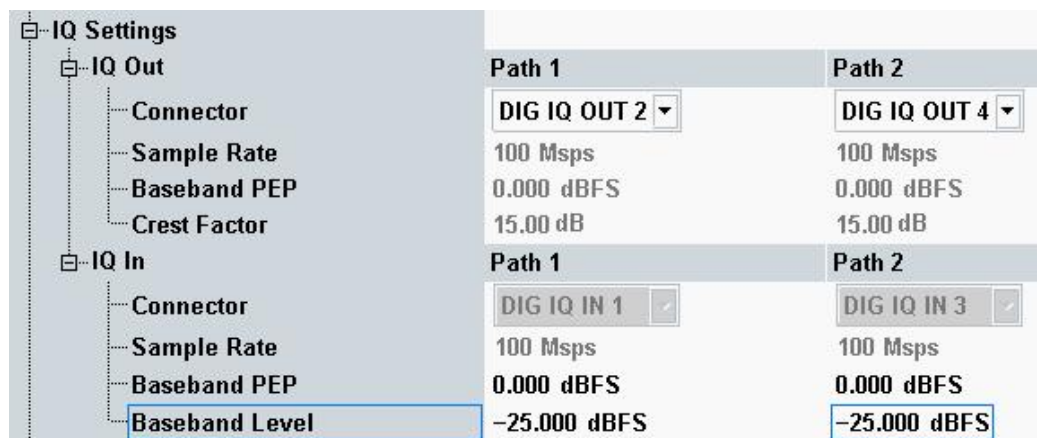 IQ Settings
IQ Out Path 1 Path 2
Connector DIG IQ OUT 2 DIG IQ OUT 4
Sample Rate 100 Msps 100 Msps
Baseband PEP 0.000 dBFS 0.000 dBFS
Crest Factor 15.00 dB 15.00 dB
IQ In Path 1 Path 2
Connector DIG IQ IN 1 DIG IQ IN 3
Sample Rate 100 Msps 100 Msps
Baseband PEP 0.000 dBFS 0.000 dBFS
Baseband Level −25.000 dBFS −25.000 dBFS